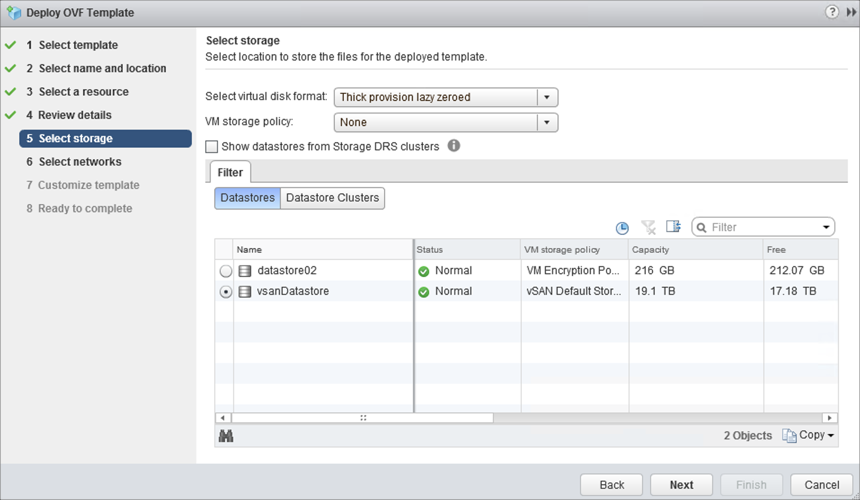 Deploy OVF Template
1 Select template
2 Select name and location
3 Select a resource
4 Review details
5 Select storage
6 Select networks
7 Customize template
8 Ready to complete
Select storage
Select location to store the files for the deployed template.
Select virtual disk format: Thick provision lazy zeroed
VM storage policy: None
Show datastores from Storage DRS clusters
Filter
Datastores Datastore Clusters
Filter
Name Status VM storage policy Capacity Free
datastore02 Normal VM Encryption Po... 216 GB 212.07 GB
vsanDatastore Normal vSAN Default Stor... 19.1 TB 17.18 TB
2 Objects Copy
Back Next Finish Cancel